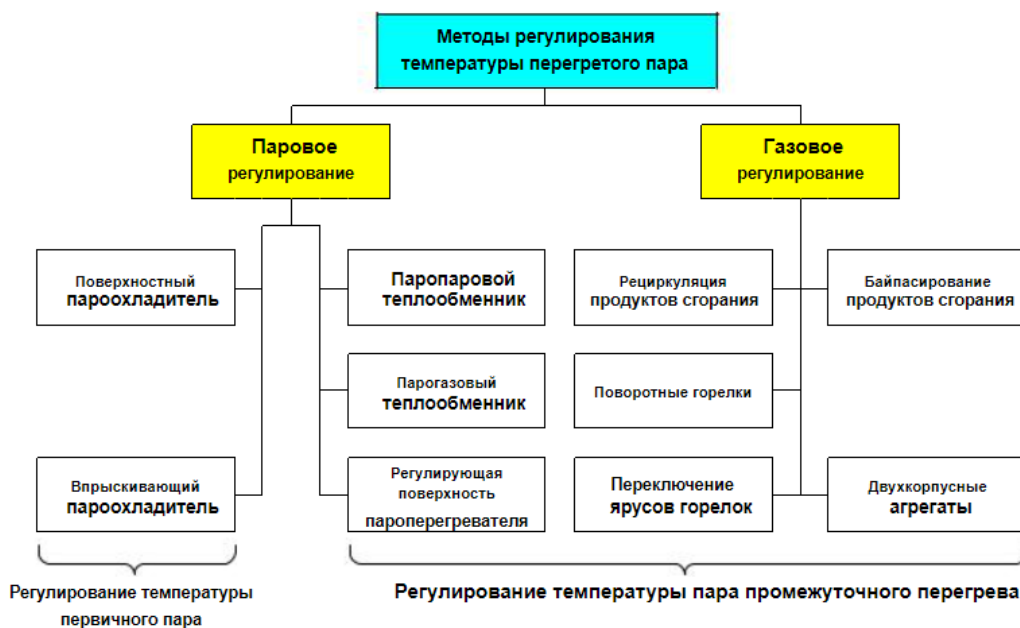 Методы регулирования
температуры перегретого пара
Паровое
регулирование
Газовое
регулирование
Поверхностный
пароохладитель
Паропаровой
теплообменник
Рециркуляция
продуктов сгорания
Байпасирование
продуктов сгорания
Парогазовый
теплообменник
Поворотные горелки
Впрыскивающий
пароохладитель
Регулирующая
поверхность
пароперегревателя
Переключение
ярусов горелок
Двухкорпусные
агрегаты
Регулирование температуры
первичного пара
Регулирование температуры пара промежуточного перегрева